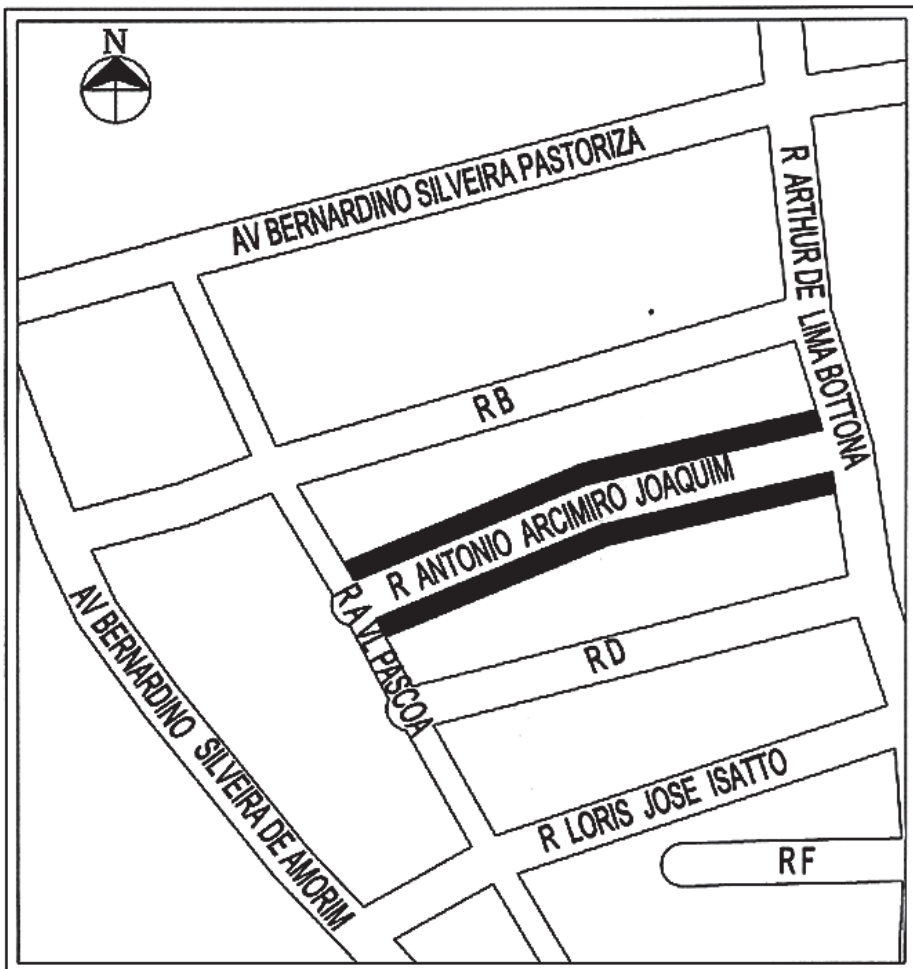 N
AV BERNARDINO SILVEIRA PASTORIZA
R ARTHUR DE LIMA BOTTONA
R B
R ANTONIO ARCIMIRO JOAQUIM
R AVL PASCOA
R D
AV BERNARDINO SILVEIRA DE AMORIM
R LORIS JOSE ISATTO
R F